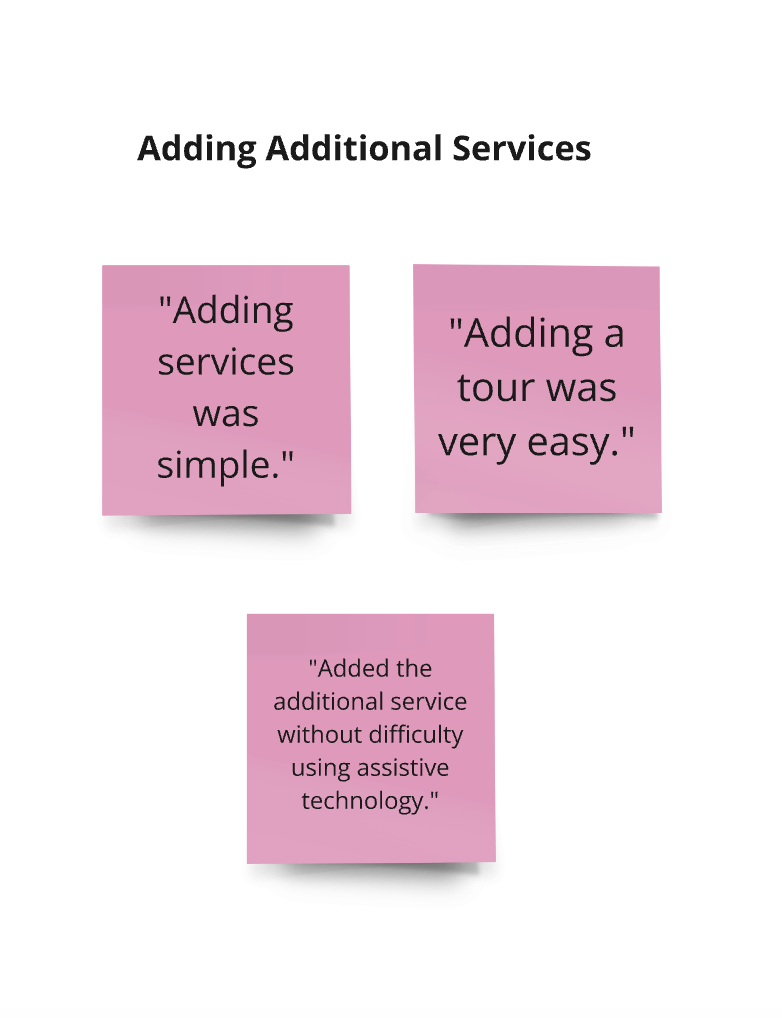 Adding Additional Services
"Adding
services
was
simple."
"Adding a
tour was
very easy."
"Added the
additional service
without difficulty
using assistive
technology."